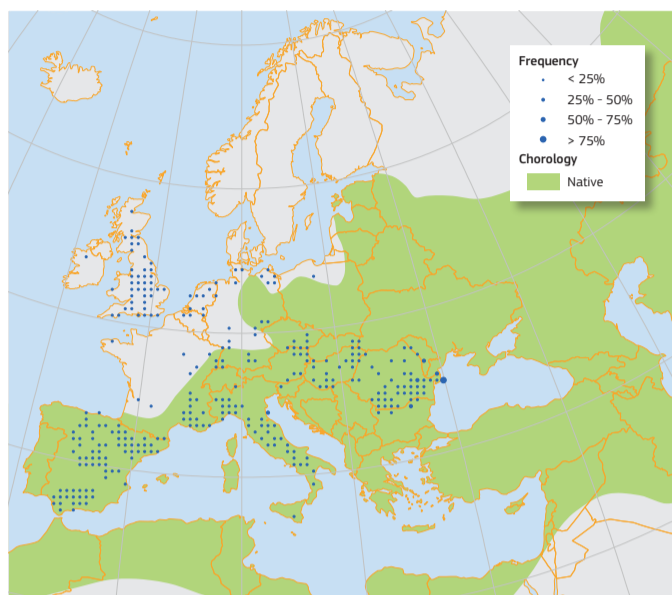 Frequency
< 25%
25% - 50%
50% - 75%
> 75%
Chorology
Native